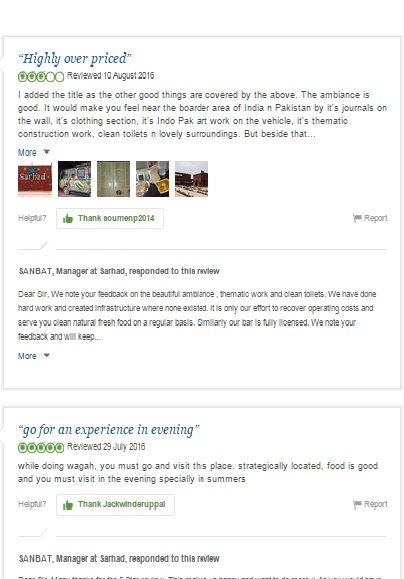 “Highly over priced”
Reviewed 10 August 2016
I added the title as the other good things are covered by the above. The ambiance is
good. It would make you feel near the boarder area of India n Pakistan by it's journals on
the wall, it's clothing section, it's Indo Pak art work on the vehicle, it's thematic
construction work, clean toilets n lovely surroundings. But beside that...
More
Sarhad
Helpful? Thank soumenp2014 Report
SANBAT, Manager at Sarhad, responded to this review
Dear Sir, We note your feedback on the beautiful ambiance , thematic work and clean toilets. We have done
hard work and created infrastructure where none existed. It is only our effort to recover operating costs and
serve you clean natural fresh food on a regular basis. Similarly our bar is fully licensed. We note your
feedback and will keep...
More
“go for an experience in evening”
Reviewed 29 July 2016
while doing wagah, you must go and visit ths place. strategically located, food is good
and you must visit in the evening specially in summers
Helpful? Thank Jackwinderuppal Report
SANBAT, Manager at Sarhad, responded to this review